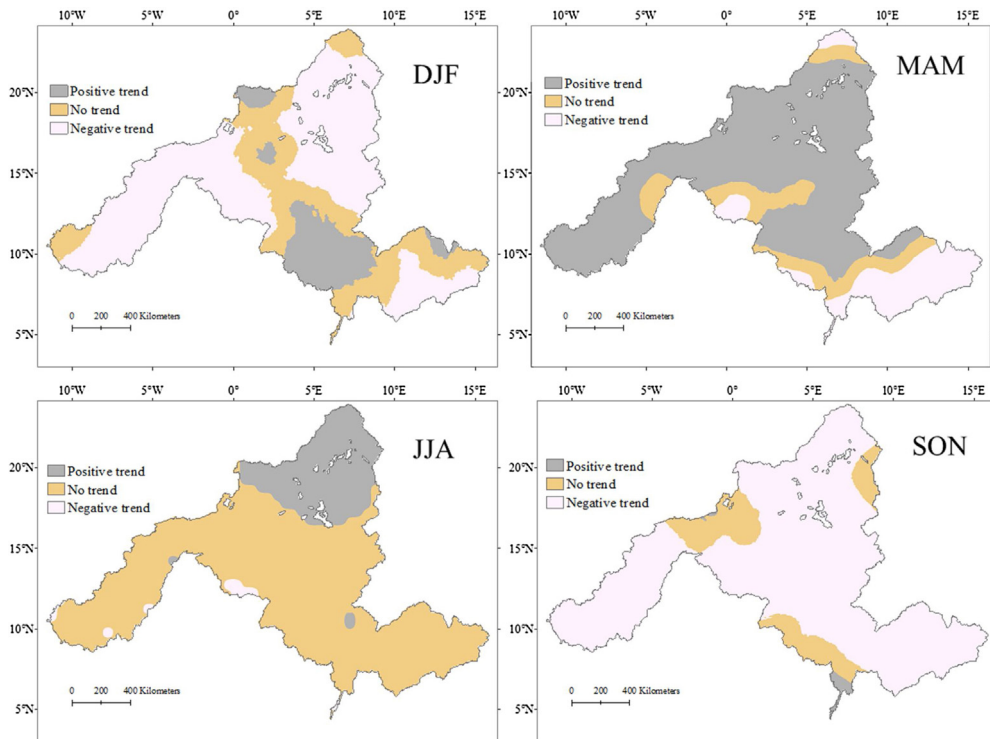 10°W 5°W 0° 5°E 10°E 15°E
DJF
20°N
Positive trend
No trend
Negative trend
15°N
10°N
5°N
0 200 400 Kilometers
10°W 5°W 0° 5°E 10°E 15°E
MAM
20°N
Positive trend
No trend
Negative trend
15°N
10°N
5°N
0 200 400 Kilometers
10°W 5°W 0° 5°E 10°E 15°E
JJA
20°N
Positive trend
No trend
Negative trend
15°N
10°N
5°N
0 200 400 Kilometers
10°W 5°W 0° 5°E 10°E 15°E
SON
20°N
Positive trend
No trend
Negative trend
15°N
10°N
5°N
0 200 400 Kilometers